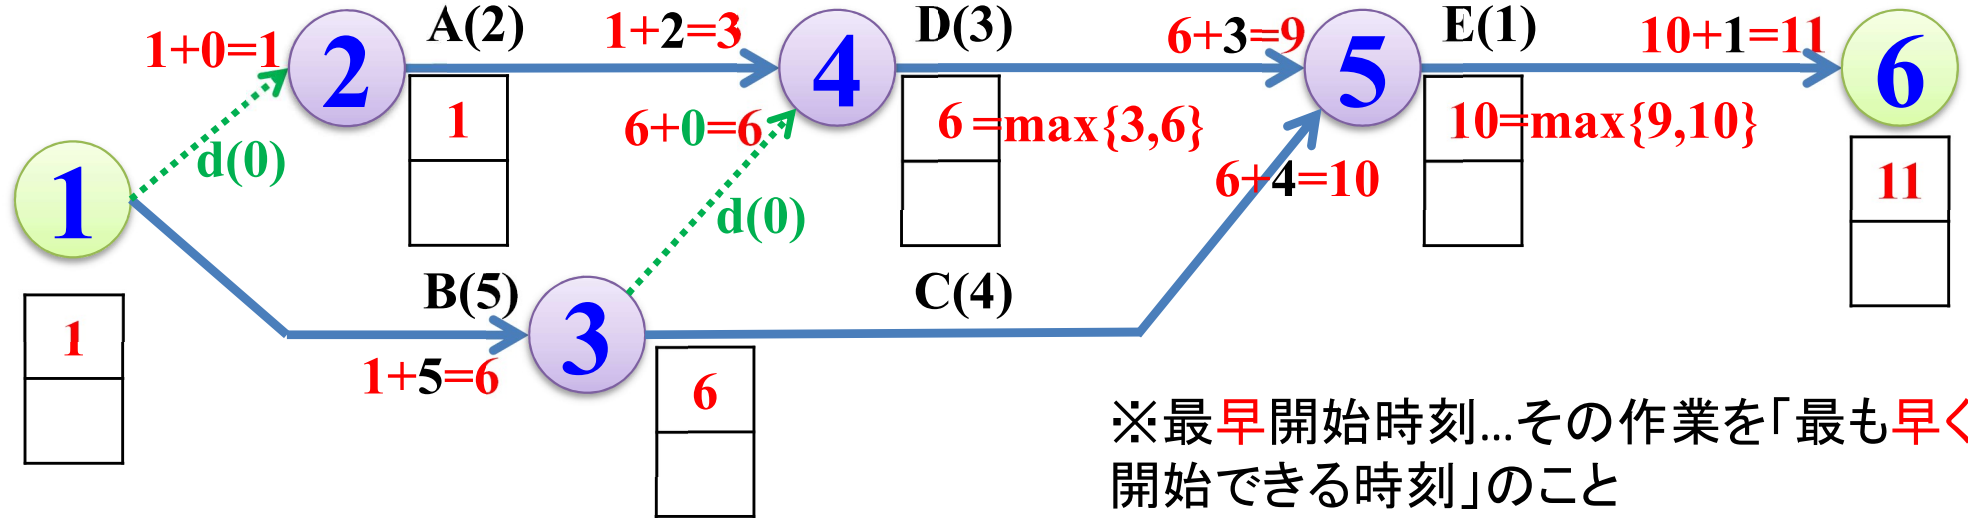 1+0=1
2
A(2)
1+2=3
4
D(3)
6+3=9
5
E(1)
10+1=11
6
1
6+0=6
6 =max{3,6}
10=max{9,10}
d(0)
1
6+4=10
11
d(0)
B(5)
3
C(4)
1
1+5=6
6
※最早開始時刻…その作業を「最も早く
開始できる時刻」のこと